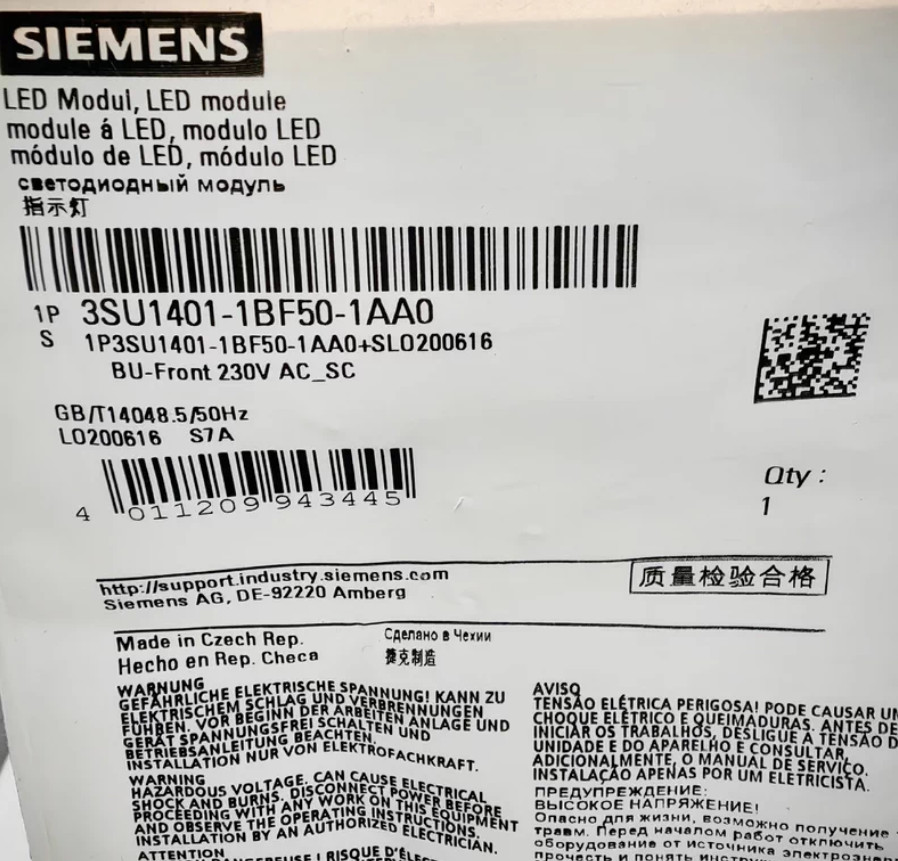 SIEMENS
LED Modul, LED module
module á LED, modulo LED
módulo de LED, módulo LED
светодиодный модуль
指示灯
1P 3SU1401-1BF50-1AA0
S 1P3SU1401-1BF50-1AA0+SLO200616
BU-Front 230V AC_SC
GB/T14048.5/50Hz
LO200616 S7A
4 011209 943445
Qty :
1
http://support.industry.siemens.com
Siemens AG, DE-92220 Amberg
质量检验合格
Made in Czech Rep.
Hecho en Rep. Checa
Сделано в Чехии
捷克制造
WARNUNG
GEFÄHRLICHE ELEKTRISCHE SPANNUNG! KANN ZU
ELEKTRISCHEM SCHLAG UND VERBRENNUNGEN
FÜHREN. VOR BEGINN DER ARBEITEN ANLAGE UND
GERÄT SPANNUNGSFREI SCHALTEN UND
BETRIEBSANLEITUNG BEACHTEN.
INSTALLATION NUR VON ELEKTROFACHKRAFT.
WARNING
HAZARDOUS VOLTAGE. CAN CAUSE ELECTRICAL
SHOCK AND BURNS. DISCONNECT POWER BEFORE
PROCEEDING WITH ANY WORK ON THIS EQUIPMENT
AND OBSERVE THE OPERATING INSTRUCTIONS.
INSTALLATION BY AN AUTHORIZED ELECTRICIAN.
ATTENTION
! RISQUE D'ÉLEC
AVISO
TENSÃO ELÉTRICA PERIGOSA! PODE CAUSAR UM
CHOQUE ELÉTRICO E QUEIMADURAS. ANTES DE
INICIAR OS TRABALHOS, DESLIGUE A TENSÃO D
UNIDADE E DO APARELHO E CONSULTAR,
ADICIONALMENTE, O MANUAL DE SERVIÇO.
INSTALAÇÃO APENAS POR UM ELETRICISTA.
ПРЕДУПРЕЖДЕНИЕ:
ВЫСОКОЕ НАПРЯЖЕНИЕ!
Опасно для жизни, возможно получение
травм. Перед началом работ отключить
оборудование от источника электроэнер
прочесть и понять инструк